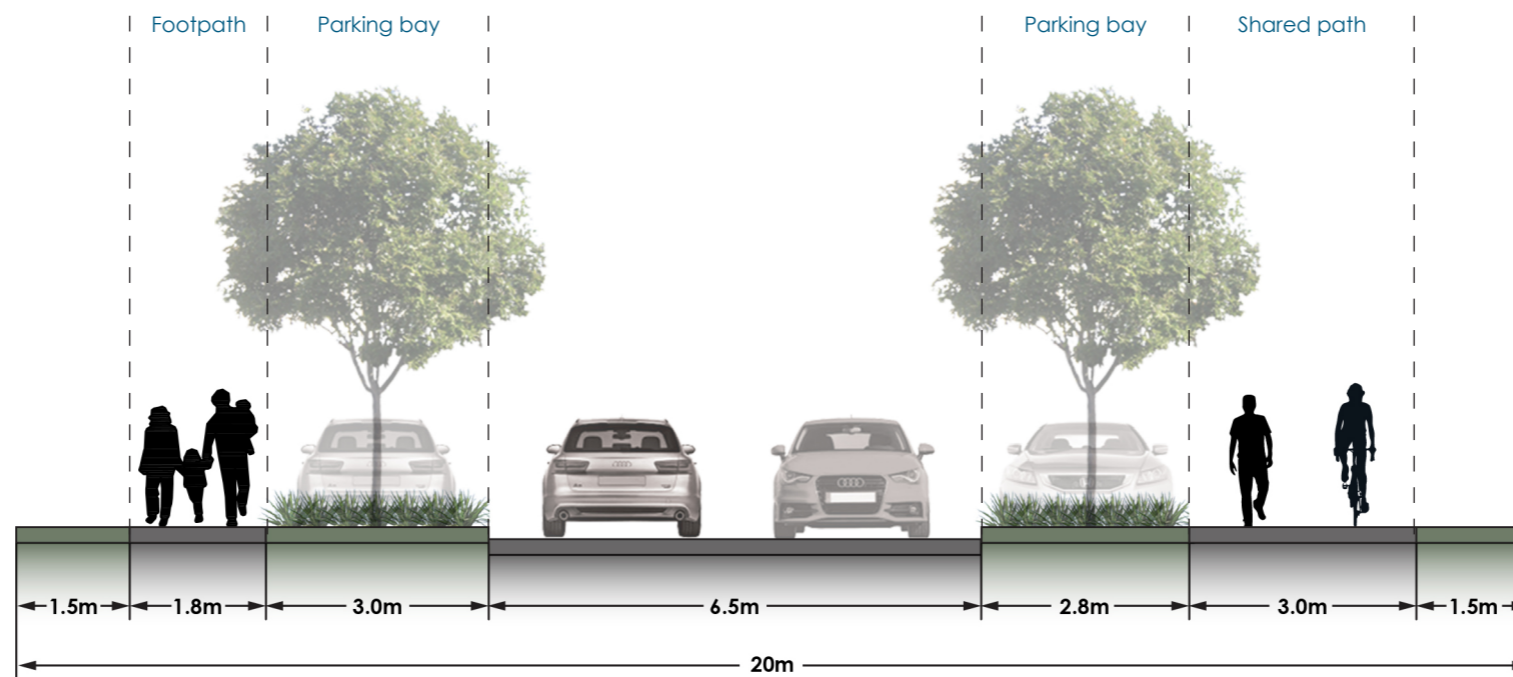 Footpath
Parking bay
Parking bay
Shared path
1.5m
1.8m
3.0m
6.5m
2.8m
3.0m
1.5m
20m